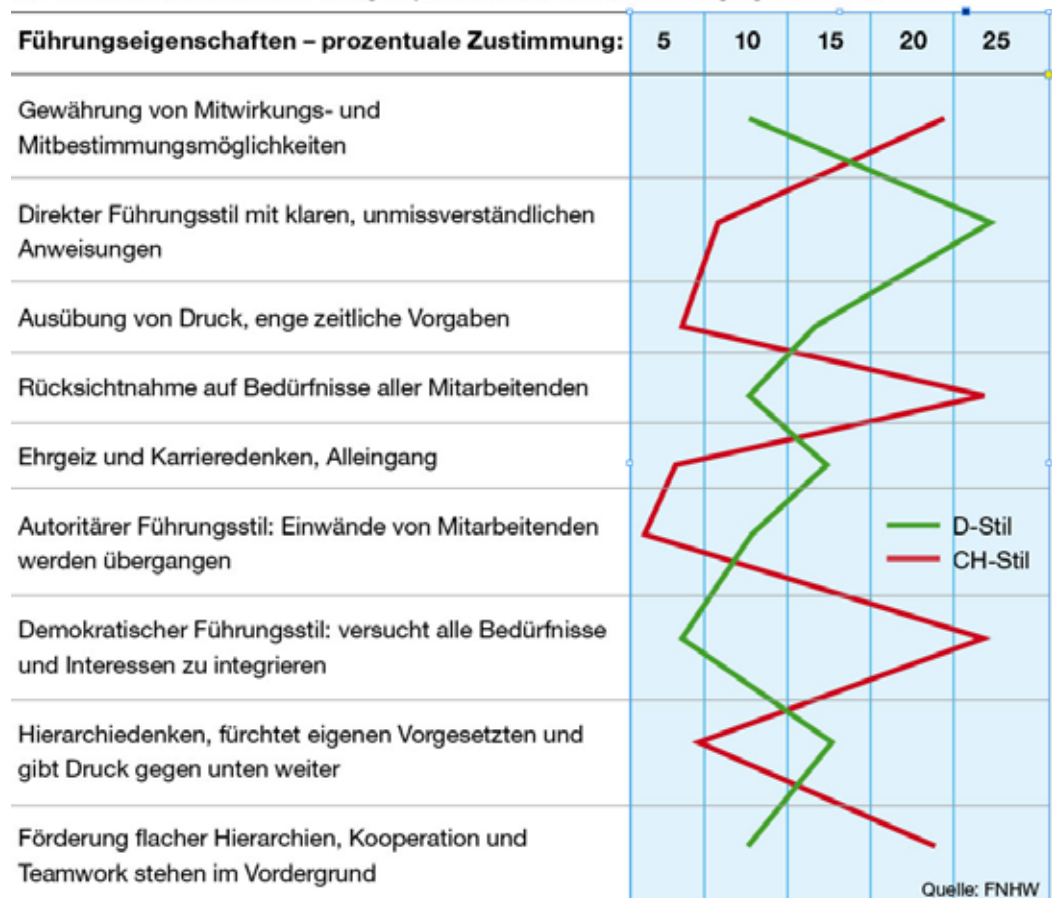 Führungseigenschaften – prozentuale Zustimmung: 5 10 15 20 25
Gewährung von Mitwirkungs- und
Mitbestimmungsmöglichkeiten
Direkter Führungsstil mit klaren, unmissverständlichen
Anweisungen
Ausübung von Druck, enge zeitliche Vorgaben
Rücksichtnahme auf Bedürfnisse aller Mitarbeitenden
Ehrgeiz und Karrieredenken, Alleingang
Autoritärer Führungsstil: Einwände von Mitarbeitenden
werden übergangen
D-Stil
CH-Stil
Demokratischer Führungsstil: versucht alle Bedürfnisse
und Interessen zu integrieren
Hierarchiedenken, fürchtet eigenen Vorgesetzten und
gibt Druck gegen unten weiter
Förderung flacher Hierarchien, Kooperation und
Teamwork stehen im Vordergrund
Quelle: FNHW